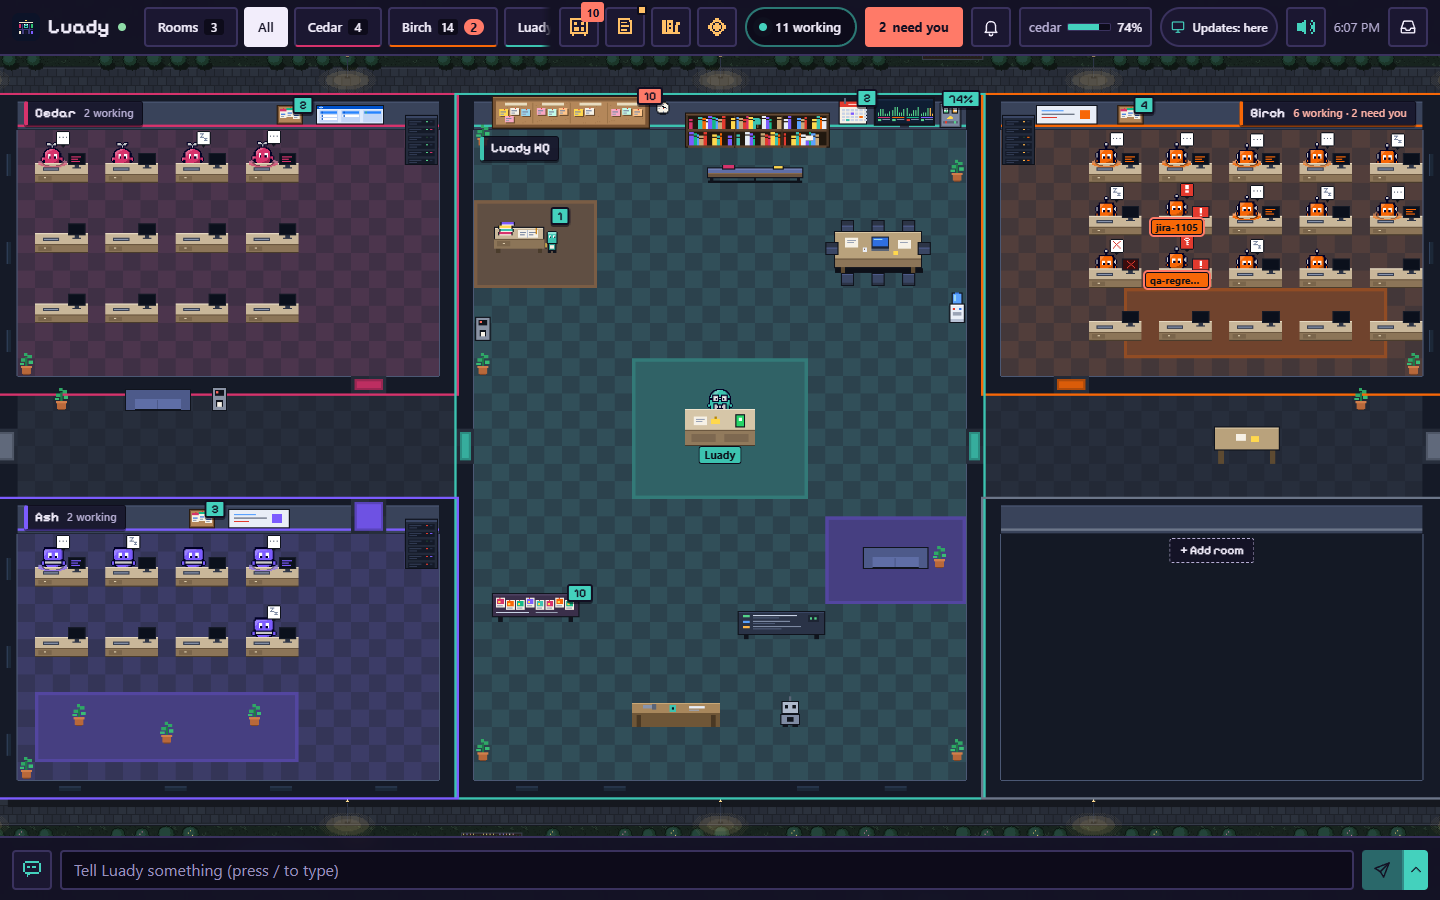 Luady
Rooms 3
All
Cedar 4
Birch 14 2
Luady
10
11 working
2 need you
cedar 74%
Updates: here
6:07 PM
Cedar 2 working
8
10
8
74%
4
Birch 6 working · 2 need you
Luady HQ
1
jira-1105
qa-regre...
Luady
Ash 2 working
3
+ Add room
10
Tell Luady something (press / to type)